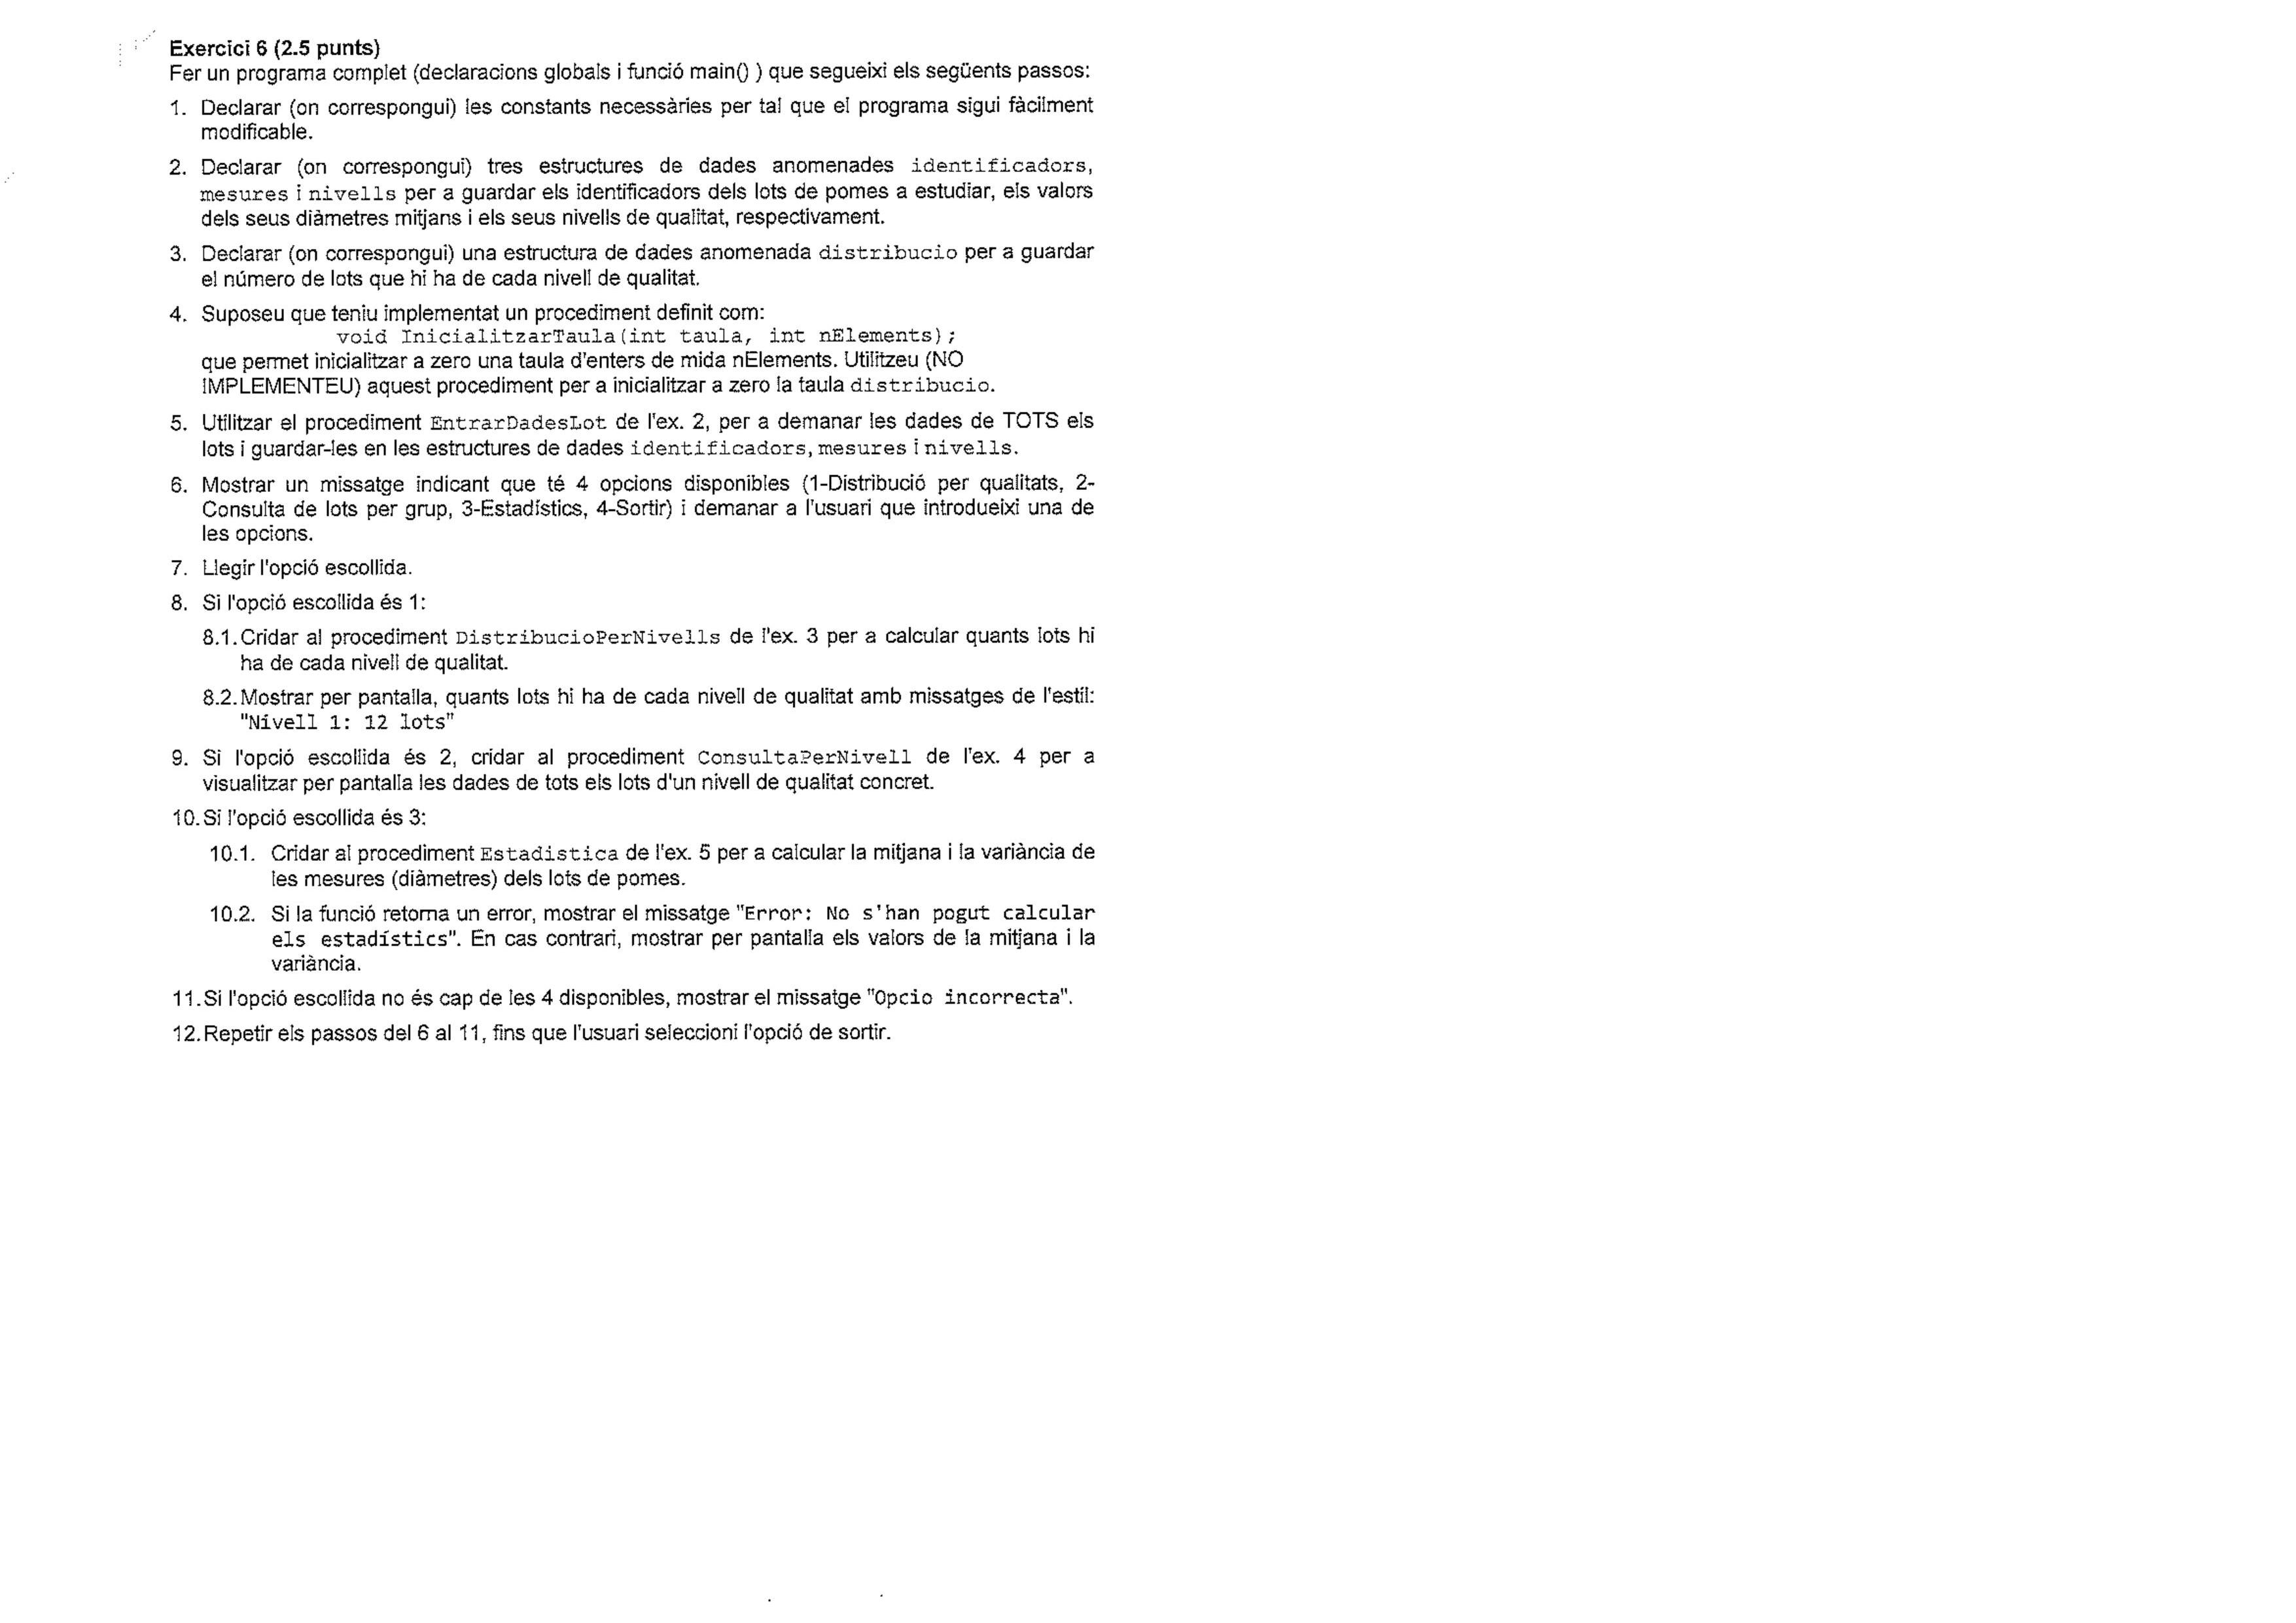 Exercici 6 (2.5 punts)
Fer un programa complet (declaracions globals i funció main() ) que segueixi els següents passos:
1. Declarar (on correspongui) les constants necessàries per tal que el programa sigui fàcilment
modificable.
2. Declarar (on correspongui) tres estructures de dades anomenades identificadors,
mesures i nivells per a guardar els identificadors dels lots de pomes a estudiar, els valors
dels seus diàmetres mitjans i els seus nivells de qualitat, respectivament.
3. Declarar (on correspongui) una estructura de dades anomenada distribucio per a guardar
el número de lots que hi ha de cada nivell de qualitat.
4. Suposeu que teniu implementat un procediment definit com:
void InicialitzarTaula(int taula, int nElements);
que permet inicialitzar a zero una taula d'enters de mida nElements. Utilitzeu (NO
IMPLEMENTEU) aquest procediment per a inicialitzar a zero la taula distribucio.
5. Utilitzar el procediment EntrarDadesLot de l'ex. 2, per a demanar les dades de TOTS els
lots i guardar-les en les estructures de dades identificadors, mesures i nivells.
6. Mostrar un missatge indicant que té 4 opcions disponibles (1-Distribució per qualitats, 2-
Consulta de lots per grup, 3-Estadístics, 4-Sortir) i demanar a l'usuari que introdueixi una de
les opcions.
7. Llegir l'opció escollida.
8. Si l'opció escollida és 1:
8.1. Cridar al procediment DistribucioPerNivells de l'ex. 3 per a calcular quants lots hi
ha de cada nivell de qualitat.
8.2. Mostrar per pantalla, quants lots hi ha de cada nivell de qualitat amb missatges de l'estil:
"Nivell 1: 12 lots"
9. Si l'opció escollida és 2, cridar al procediment ConsultaPerNivell de l'ex. 4 per a
visualitzar per pantalla les dades de tots els lots d'un nivell de qualitat concret.
10. Si l'opció escollida és 3:
10.1. Cridar al procediment Estadistica de l'ex. 5 per a calcular la mitjana i la variància de
les mesures (diàmetres) dels lots de pomes.
10.2. Si la funció retorna un error, mostrar el missatge "Error: No s'han pogut calcular
els estadístics". En cas contrari, mostrar per pantalla els valors de la mitjana i la
variància.
11. Si l'opció escollida no és cap de les 4 disponibles, mostrar el missatge "Opcio incorrecta".
12. Repetir els passos del 6 al 11, fins que l'usuari seleccioni l'opció de sortir.